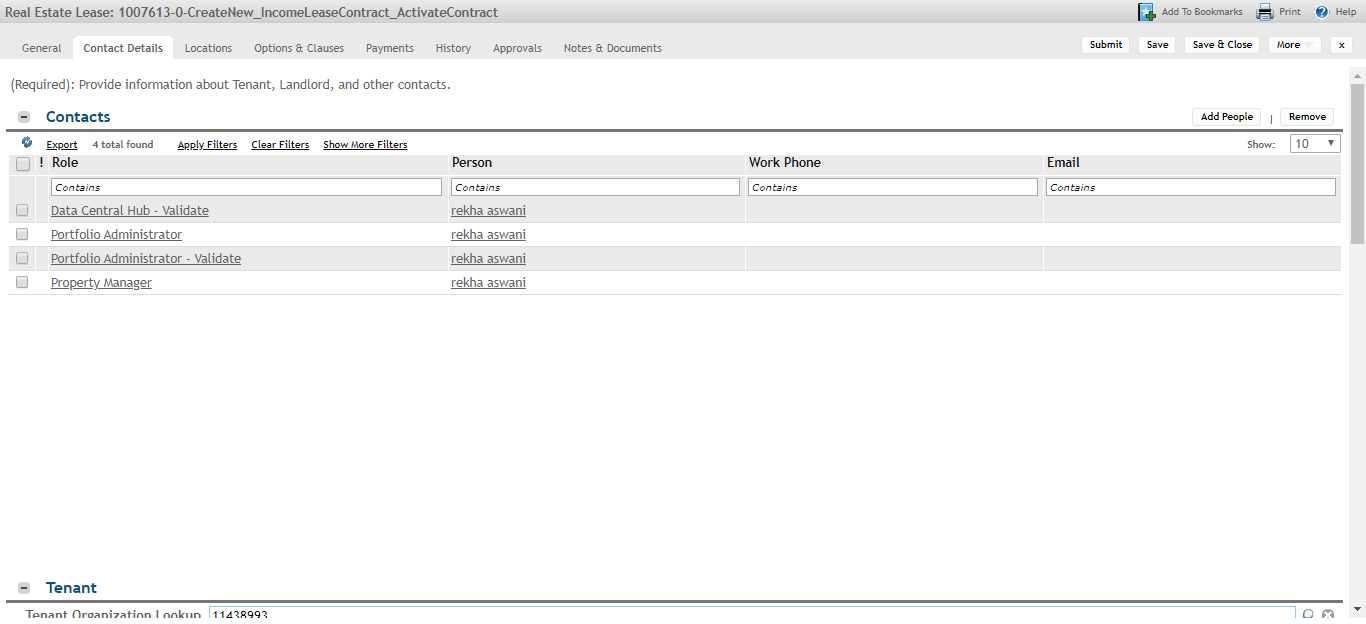 Real Estate Lease: 1007613-0-CreateNew_IncomeLeaseContract_ActivateContract Add To Bookmarks Print Help
General Contact Details Locations Options & Clauses Payments History Approvals Notes & Documents Submit Save Save & Close More x
(Required): Provide information about Tenant, Landlord, and other contacts.
Contacts Add People | Remove
Export 4 total found Apply Filters Clear Filters Show More Filters Show: 10
! Role Person Work Phone Email
Contains Contains Contains Contains
Data Central Hub - Validate rekha aswani
Portfolio Administrator rekha aswani
Portfolio Administrator - Validate rekha aswani
Property Manager rekha aswani
Tenant
Tenant Organization Lookup 11438993